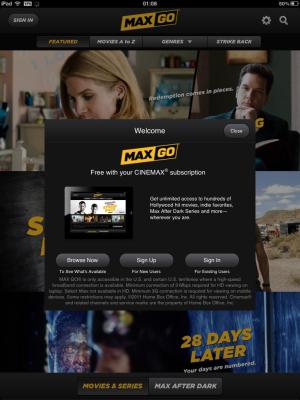 iPad VPN 01:08 80%
SIGN IN
MAX GO
FEATURED MOVIES A to Z GENRES STRIKE BACK
Redemption comes in pieces.
Welcome
Close
MAX GO
Free with your CINEMAX® subscription
Get unlimited access to hundreds of
Hollywood hit movies, indie favorites,
Max After Dark Series and more—
wherever you are.
Browse Now Sign Up Sign In
To See What's Available For New Users For Existing Users
MAX GO® is only accessible in the U.S. and certain U.S. territories where a high speed
broadband connection is available. Minimum connection of 3 Mbps required for HD viewing on
laptop. Select titles not available in HD. Minimum 3G connection is required for viewing on mobile
devices. Some restrictions may apply. ©2011 Home Box Office, Inc. All rights reserved. Cinemax®
and related channels and service marks are the property of Home Box Office, Inc.
28 DAYS
LATER
Your days are numbered.
MOVIES & SERIES MAX AFTER DARK